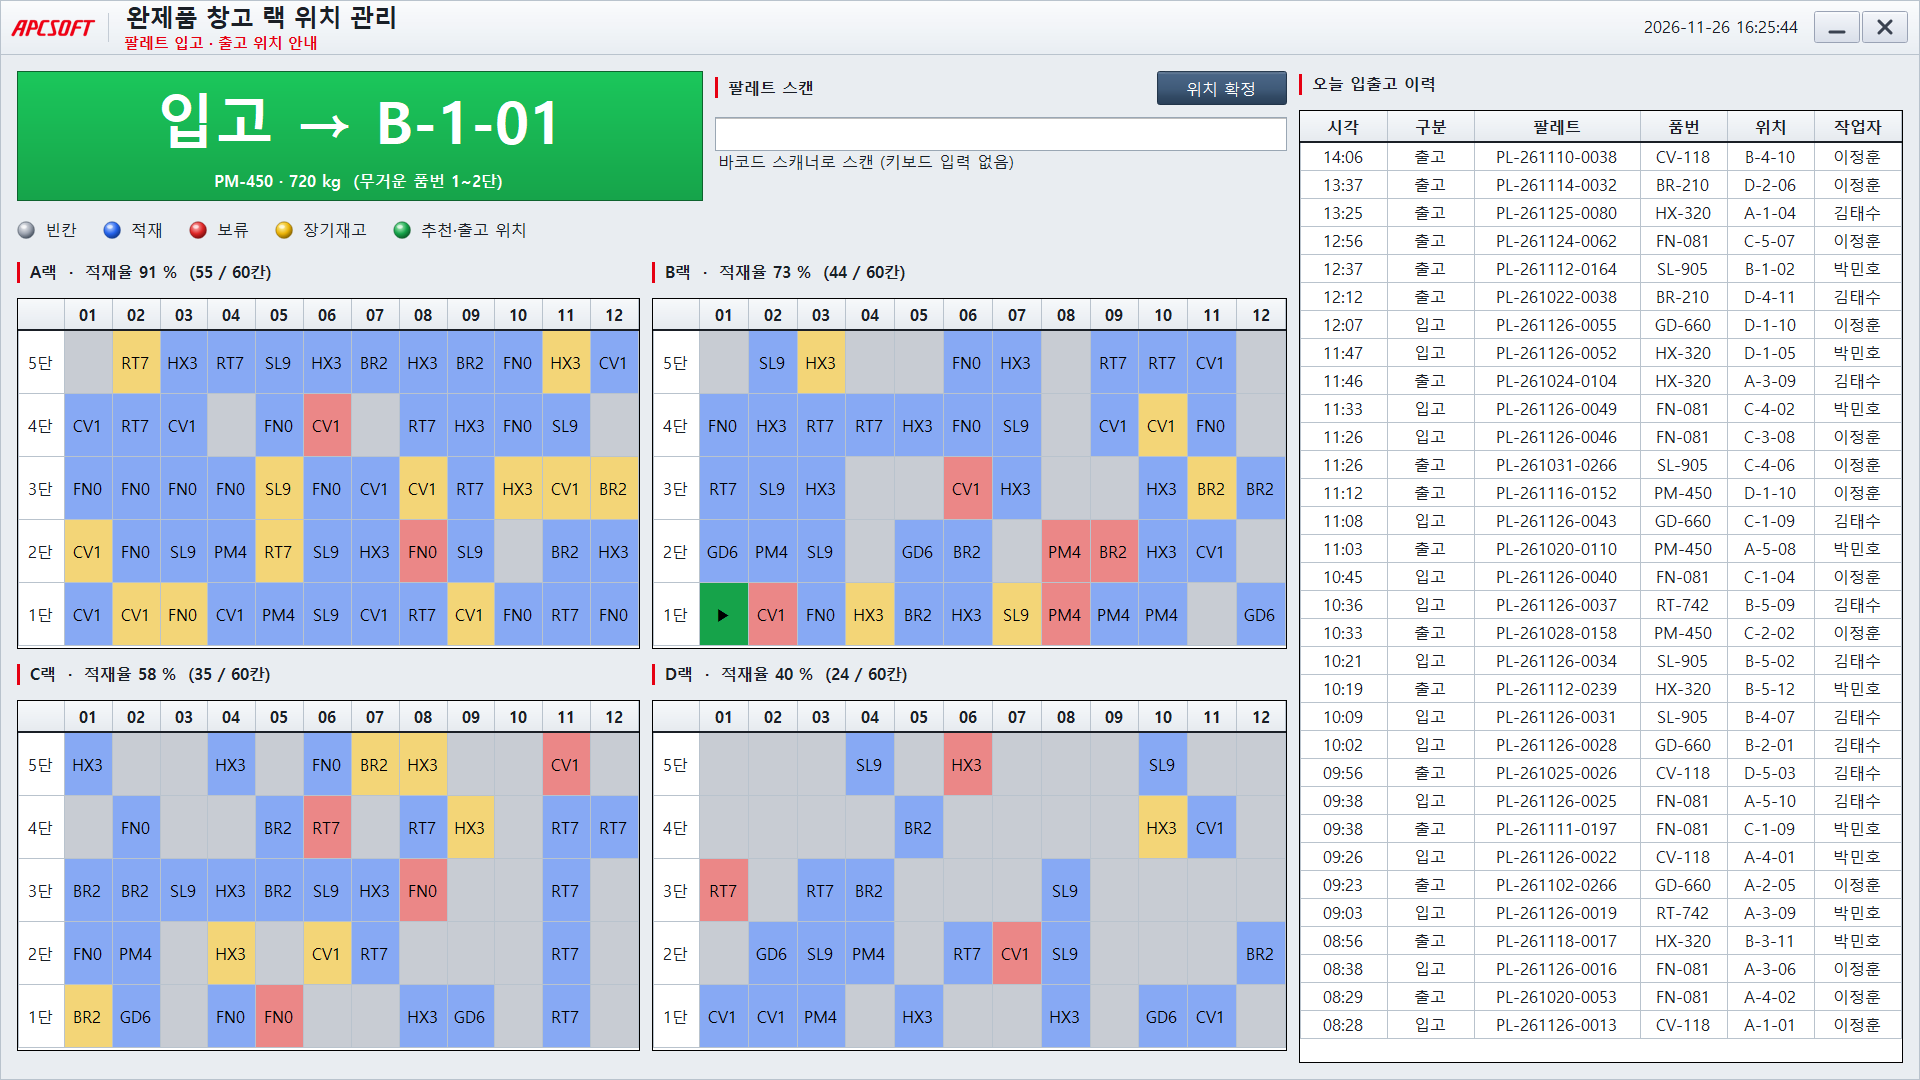 APCSOFT
완제품 창고 랙 위치 관리
팔레트 입고 · 출고 위치 안내
2026-11-26 16:25:44
입고 → B-1-01
PM-450 · 720 kg (무거운 품번 1~2단)
팔레트 스캔
위치 확정
바코드 스캐너로 스캔 (키보드 입력 없음)
빈칸 적재 보류 장기재고 추천·출고 위치
A랙 · 적재율 91 % (55 / 60칸)
01 02 03 04 05 06 07 08 09 10 11 12
5단 RT7 HX3 RT7 SL9 HX3 BR2 HX3 BR2 FN0 HX3 CV1
4단 CV1 RT7 CV1 FN0 CV1 RT7 HX3 FN0 SL9
3단 FN0 FN0 FN0 FN0 SL9 FN0 CV1 CV1 RT7 HX3 CV1 BR2
2단 CV1 FN0 SL9 PM4 RT7 SL9 HX3 FN0 SL9 BR2 HX3
1단 CV1 CV1 FN0 CV1 PM4 SL9 CV1 RT7 CV1 FN0 RT7 FN0
B랙 · 적재율 73 % (44 / 60칸)
01 02 03 04 05 06 07 08 09 10 11 12
5단 SL9 HX3 FN0 HX3 RT7 RT7 CV1
4단 FN0 HX3 RT7 RT7 HX3 FN0 SL9 CV1 CV1 FN0
3단 RT7 SL9 HX3 CV1 HX3 HX3 BR2 BR2
2단 GD6 PM4 SL9 GD6 BR2 PM4 BR2 HX3 CV1
1단 ▶ CV1 FN0 HX3 BR2 HX3 SL9 PM4 PM4 PM4 GD6
C랙 · 적재율 58 % (35 / 60칸)
01 02 03 04 05 06 07 08 09 10 11 12
5단 HX3 HX3 FN0 BR2 HX3 CV1
4단 FN0 BR2 RT7 RT7 HX3 RT7 RT7
3단 BR2 BR2 SL9 HX3 BR2 SL9 HX3 FN0 RT7
2단 FN0 PM4 HX3 CV1 RT7 RT7
1단 BR2 GD6 FN0 FN0 HX3 GD6 RT7
D랙 · 적재율 40 % (24 / 60칸)
01 02 03 04 05 06 07 08 09 10 11 12
5단 SL9 HX3 SL9
4단 BR2 HX3 CV1
3단 RT7 RT7 BR2 SL9
2단 GD6 SL9 PM4 RT7 CV1 SL9 BR2
1단 CV1 CV1 PM4 HX3 HX3 GD6 CV1
오늘 입출고 이력
시각 구분 팔레트 품번 위치 작업자
14:06 출고 PL-261110-0038 CV-118 B-4-10 이정훈
13:37 출고 PL-261114-0032 BR-210 D-2-06 이정훈
13:25 출고 PL-261125-0080 HX-320 A-1-04 김태수
12:56 출고 PL-261124-0062 FN-081 C-5-07 이정훈
12:37 출고 PL-261112-0164 SL-905 B-1-02 박민호
12:12 출고 PL-261022-0038 BR-210 D-4-11 김태수
12:07 입고 PL-261126-0055 GD-660 D-1-10 이정훈
11:47 입고 PL-261126-0052 HX-320 D-1-05 박민호
11:46 출고 PL-261024-0104 HX-320 A-3-09 김태수
11:33 입고 PL-261126-0049 FN-081 C-4-02 박민호
11:26 입고 PL-261126-0046 FN-081 C-3-08 이정훈
11:26 출고 PL-261031-0266 SL-905 C-4-06 이정훈
11:12 출고 PL-261116-0152 PM-450 D-1-10 이정훈
11:08 입고 PL-261126-0043 GD-660 C-1-09 김태수
11:03 출고 PL-261020-0110 PM-450 A-5-08 박민호
10:45 입고 PL-261126-0040 FN-081 C-1-04 이정훈
10:36 입고 PL-261126-0037 RT-742 B-5-09 김태수
10:33 출고 PL-261028-0158 PM-450 C-2-02 이정훈
10:21 입고 PL-261126-0034 SL-905 B-5-02 김태수
10:19 출고 PL-261112-0239 HX-320 B-5-12 박민호
10:09 입고 PL-261126-0031 SL-905 B-4-07 김태수
10:02 입고 PL-261126-0028 GD-660 B-2-01 김태수
09:56 출고 PL-261025-0026 CV-118 D-5-03 김태수
09:38 입고 PL-261126-0025 FN-081 A-5-10 김태수
09:38 출고 PL-261111-0197 FN-081 C-1-09 박민호
09:26 입고 PL-261126-0022 CV-118 A-4-01 박민호
09:23 출고 PL-261102-0266 GD-660 A-2-05 이정훈
09:03 입고 PL-261126-0019 RT-742 A-3-09 박민호
08:56 출고 PL-261118-0017 HX-320 B-3-11 박민호
08:38 입고 PL-261126-0016 FN-081 A-3-06 이정훈
08:29 출고 PL-261020-0053 FN-081 A-4-02 이정훈
08:28 입고 PL-261126-0013 CV-118 A-1-01 이정훈